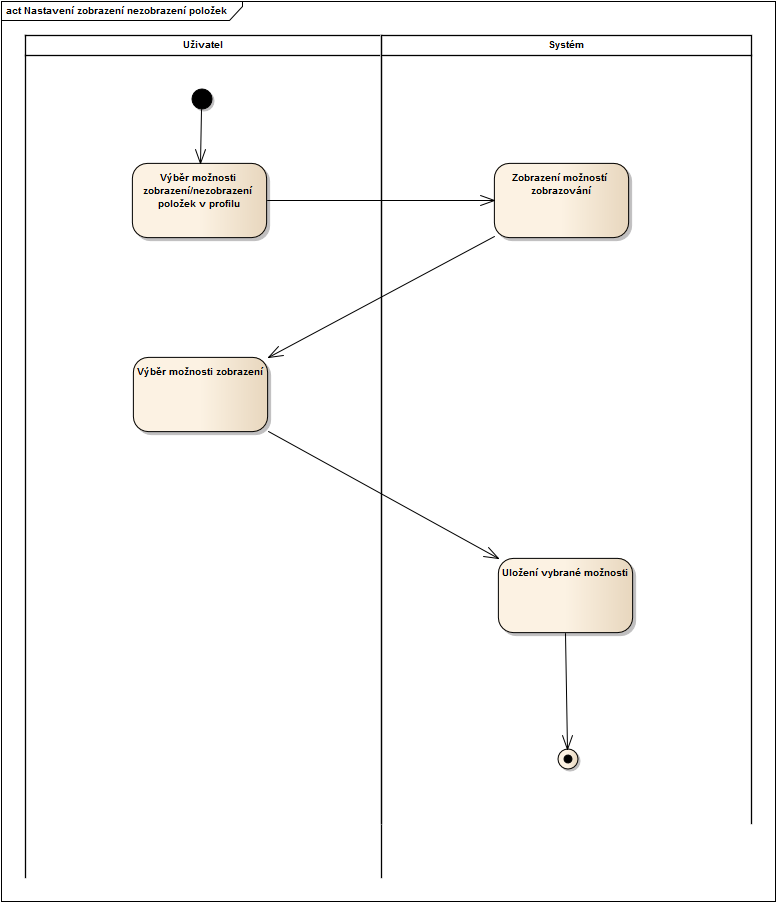 act Nastavení zobrazení nezobrazení položek
Uživatel
Systém
Výběr možnosti
zobrazení/nezobrazení
položek v profilu
Zobrazení možností
zobrazování
Výběr možnosti zobrazení
Uložení vybrané možnosti